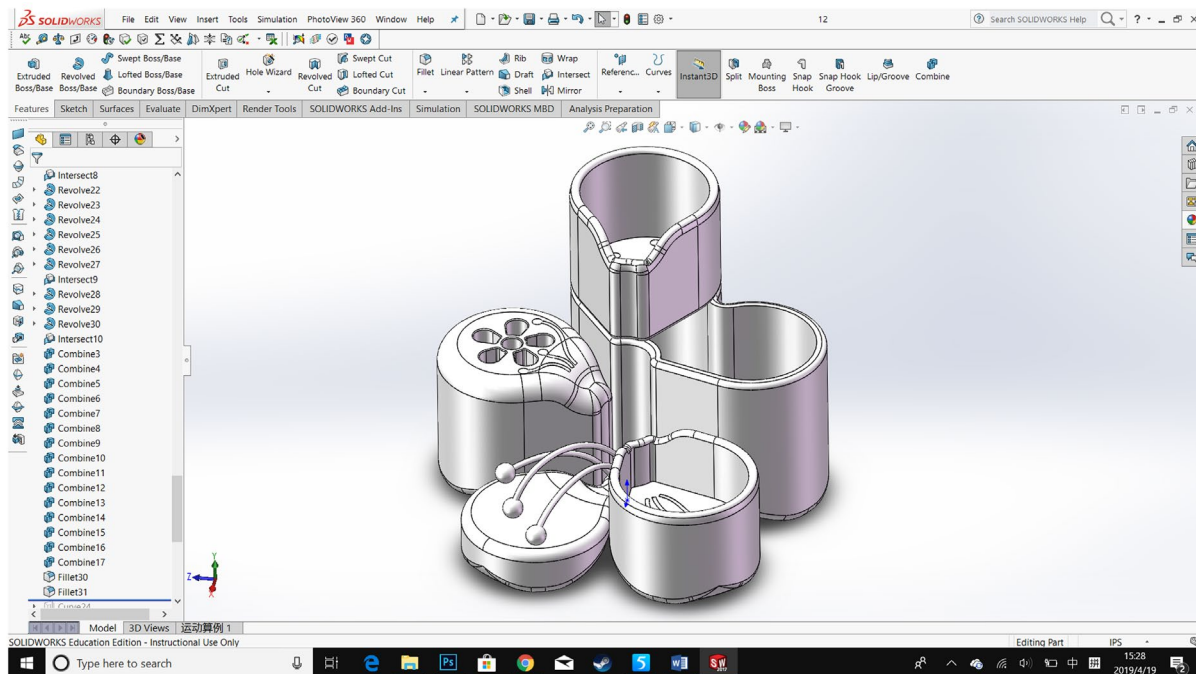 SOLIDWORKS File Edit View Insert Tools Simulation PhotoView 360 Window Help 12 Search SOLIDWORKS Help
Extruded Boss/Base
Revolved Boss/Base
Swept Boss/Base
Lofted Boss/Base
Boundary Boss/Base
Extruded Cut
Hole Wizard
Revolved Cut
Swept Cut
Lofted Cut
Boundary Cut
Fillet
Linear Pattern
Rib
Draft
Shell
Wrap
Intersect
Mirror
Referenc...
Curves
Instant3D
Split
Mounting Boss
Snap Hook
Snap Hook Groove
Lip/Groove
Combine
Features Sketch Surfaces Evaluate DimXpert Render Tools SOLIDWORKS Add-Ins Simulation SOLIDWORKS MBD Analysis Preparation
Intersect8
Revolve22
Revolve23
Revolve24
Revolve25
Revolve26
Revolve27
Intersect9
Revolve28
Revolve29
Revolve30
Intersect10
Combine3
Combine4
Combine5
Combine6
Combine7
Combine8
Combine9
Combine10
Combine11
Combine12
Combine13
Combine14
Combine15
Combine16
Combine17
Fillet30
Fillet31
Curve24
Y
Z
X
Model 3D Views 运动算例 1
SOLIDWORKS Education Edition - Instructional Use Only Editing Part IPS
Type here to search
Ps
SW
2017
中
15:28
2019/4/19
2